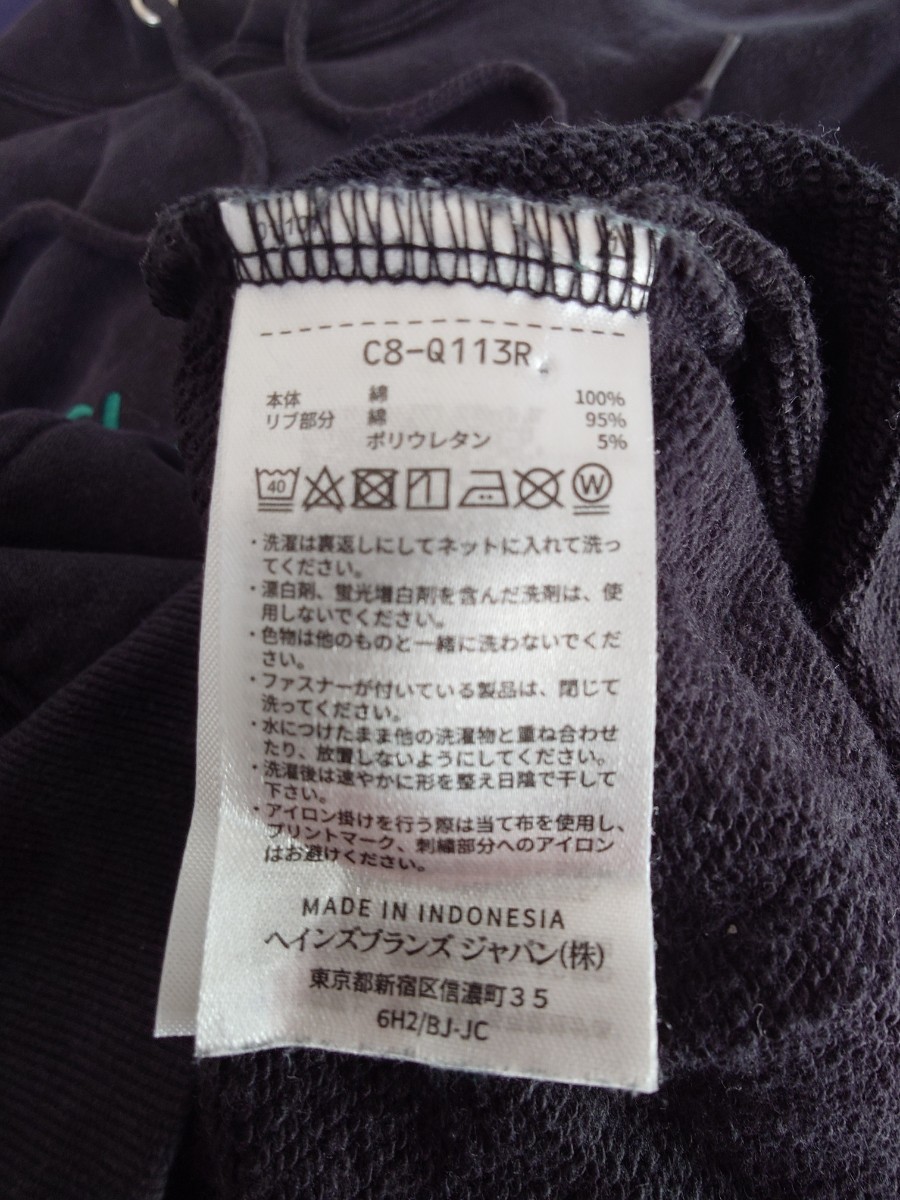 C8-Q113R
本体 綿 100%
リブ部分 綿 95%
ポリウレタン 5%
40 W
・洗濯は裏返しにしてネットに入れて洗っ
てください。
・漂白剤、蛍光増白剤を含んだ洗剤は、使
用しないでください。
・色物は他のものと一緒に洗わないでくだ
さい。
・ファスナーが付いている製品は、閉じて
洗ってください。
・水につけたまま他の洗濯物と重ね合わせ
たり、放置しないようにしてください。
・洗濯後は速やかに形を整え日陰で干して
下さい。
・アイロン掛けを行う際は当て布を使用し、
プリントマーク、刺繍部分へのアイロン
はお避けください。
MADE IN INDONESIA
ヘインズブランズ ジャパン(株)
東京都新宿区信濃町35
6H2/BJ-JC